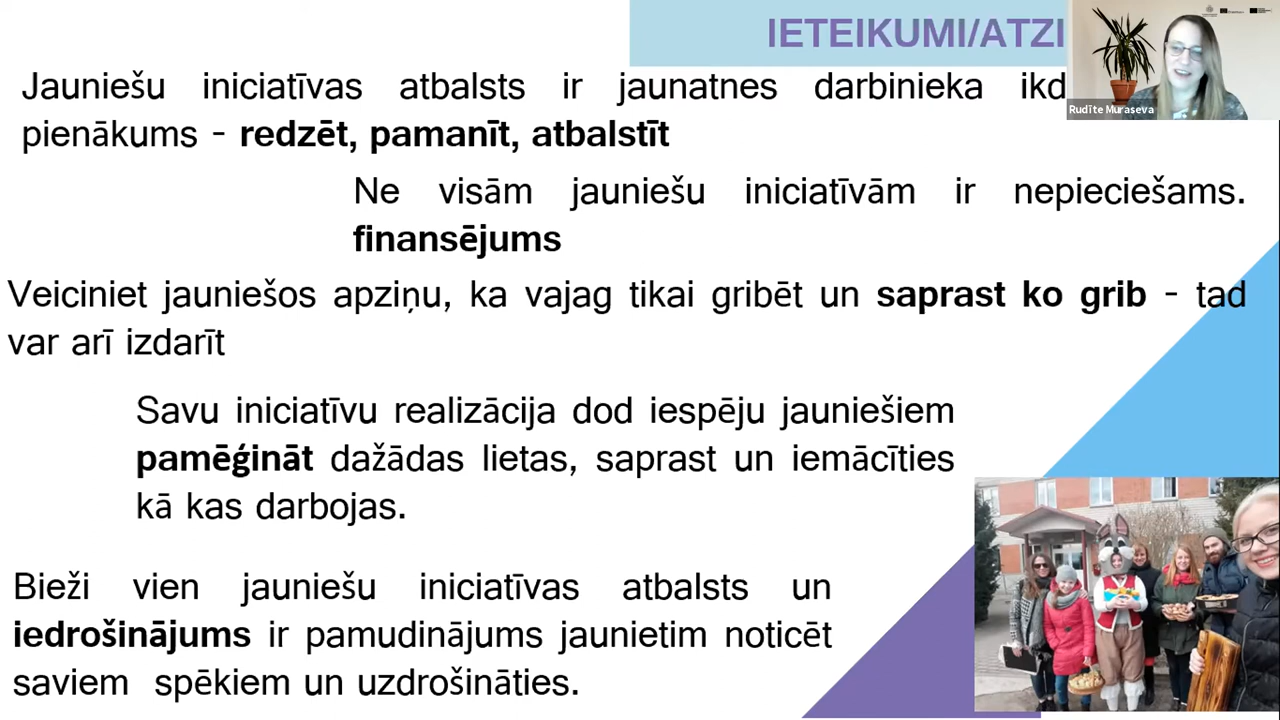 IETEIKUMI/ATZI
Rudīte Muraseva
Jauniešu iniciatīvas atbalsts ir jaunatnes darbinieka ikd
pienākums - redzēt, pamanīt, atbalstīt
Ne visām jauniešu iniciatīvām ir nepieciešams.
finansējums
Veiciniet jauniešos apziņu, ka vajag tikai gribēt un saprast ko grib - tad
var arī izdarīt
Savu iniciatīvu realizācija dod iespēju jauniešiem
pamēģināt dažādas lietas, saprast un iemācīties
kā kas darbojas.
Bieži vien jauniešu iniciatīvas atbalsts un
iedrošinājums ir pamudinājums jaunietim noticēt
saviem spēkiem un uzdrošināties.